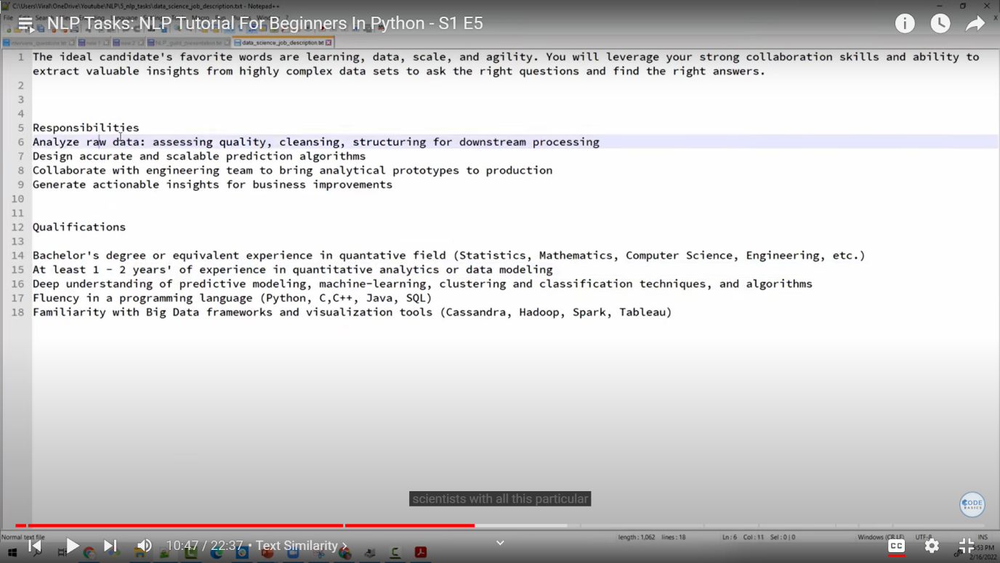 C:\Users\Viral\OneDrive\Youtube\NLP\5_nlp_tasks\data_science_job_description.txt - Notepad++
NLP Tasks: NLP Tutorial For Beginners In Python - S1 E5
data_science_job_description.txt
1 The ideal candidate's favorite words are learning, data, scale, and agility. You will leverage your strong collaboration skills and ability to
extract valuable insights from highly complex data sets to ask the right questions and find the right answers.
2
3
4
5 Responsibilities
6 Analyze raw data: assessing quality, cleansing, structuring for downstream processing
7 Design accurate and scalable prediction algorithms
8 Collaborate with engineering team to bring analytical prototypes to production
9 Generate actionable insights for business improvements
10
11
12 Qualifications
13
14 Bachelor's degree or equivalent experience in quantative field (Statistics, Mathematics, Computer Science, Engineering, etc.)
15 At least 1 - 2 years' of experience in quantitative analytics or data modeling
16 Deep understanding of predictive modeling, machine-learning, clustering and classification techniques, and algorithms
17 Fluency in a programming language (Python, C,C++, Java, SQL)
18 Familiarity with Big Data frameworks and visualization tools (Cassandra, Hadoop, Spark, Tableau)
scientists with all this particular
CODE
BASICS
Normal text file length : 1,062 lines : 18 Ln : 6 Col : 11 Sel : 0 | 0 Windows (CR LF) UTF-8 INS
10:47 / 22:37 • Text Similarity ›
CC
2/16/2022